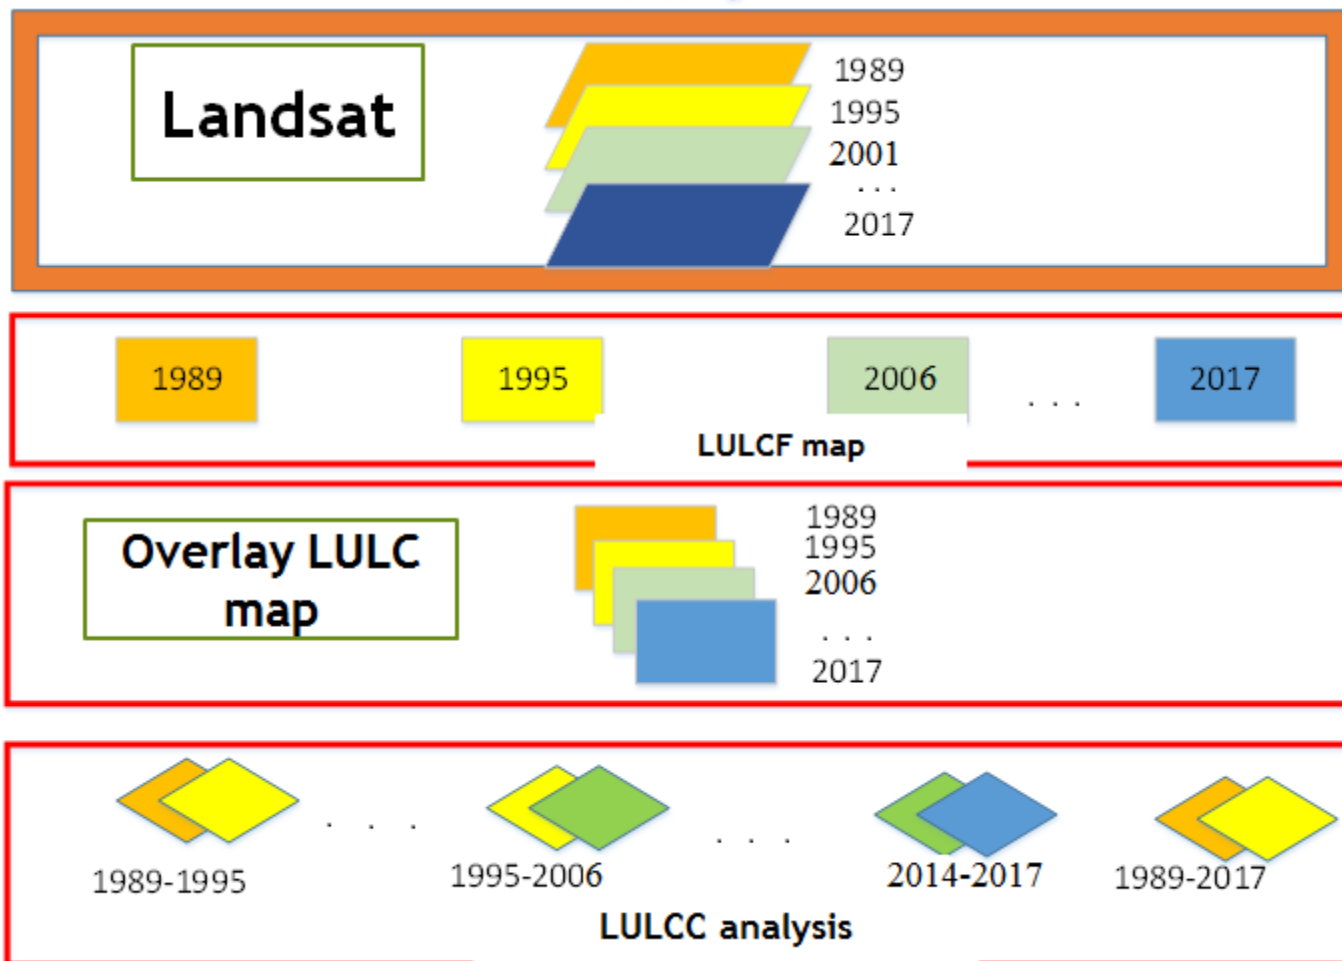 Landsat
1989
1995
2001
. . .
2017
1989
1995
2006
. . .
2017
LULCF map
Overlay LULC
map
1989
1995
2006
. . .
2017
. . .
. . .
1989-1995
1995-2006
2014-2017
1989-2017
LULCC analysis